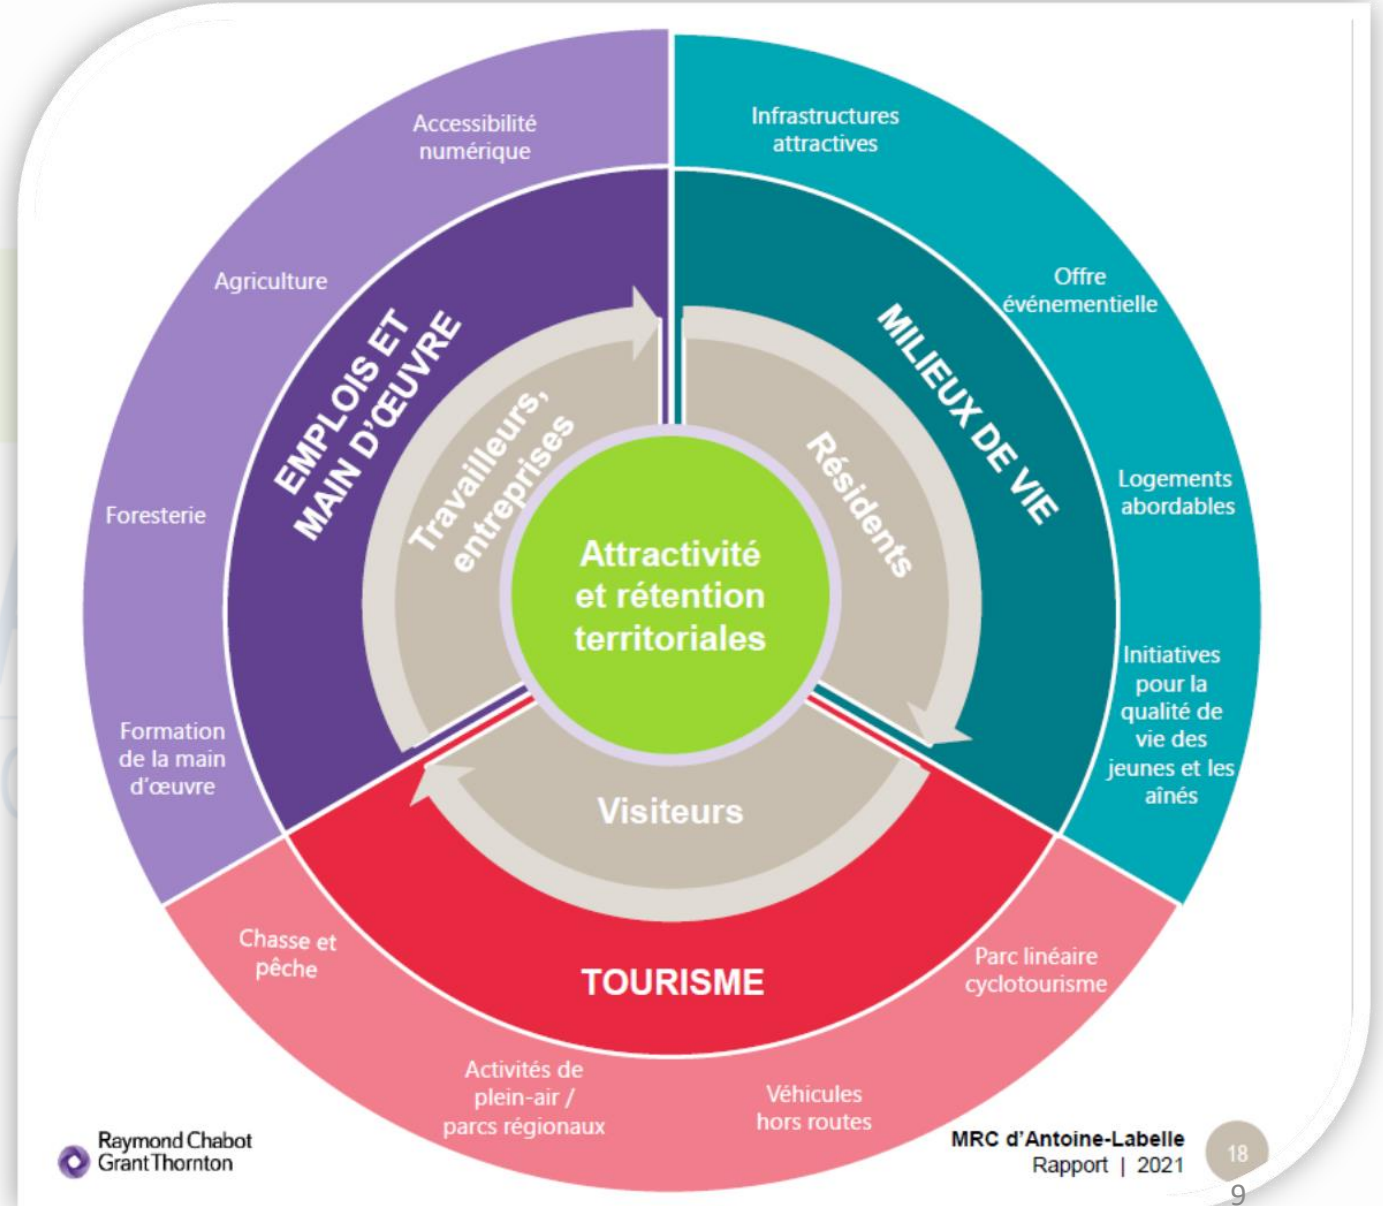 Accessibilité
numérique
Infrastructures
attractives
Agriculture
Offre
événementielle
EMPLOIS ET
MAIN D'ŒUVRE
MILIEUX DE VIE
Travailleurs,
entreprises
Résidents
Foresterie
Logements
abordables
Attractivité
et rétention
territoriales
Formation
de la main
d'œuvre
Initiatives
pour la
qualité de
vie des
jeunes et les
aînés
Visiteurs
TOURISME
Chasse et
pêche
Parc linéaire
cyclotourisme
Activités de
plein-air /
parcs régionaux
Véhicules
hors routes
Raymond Chabot
Grant Thornton
MRC d'Antoine-Labelle
Rapport | 2021
18
9